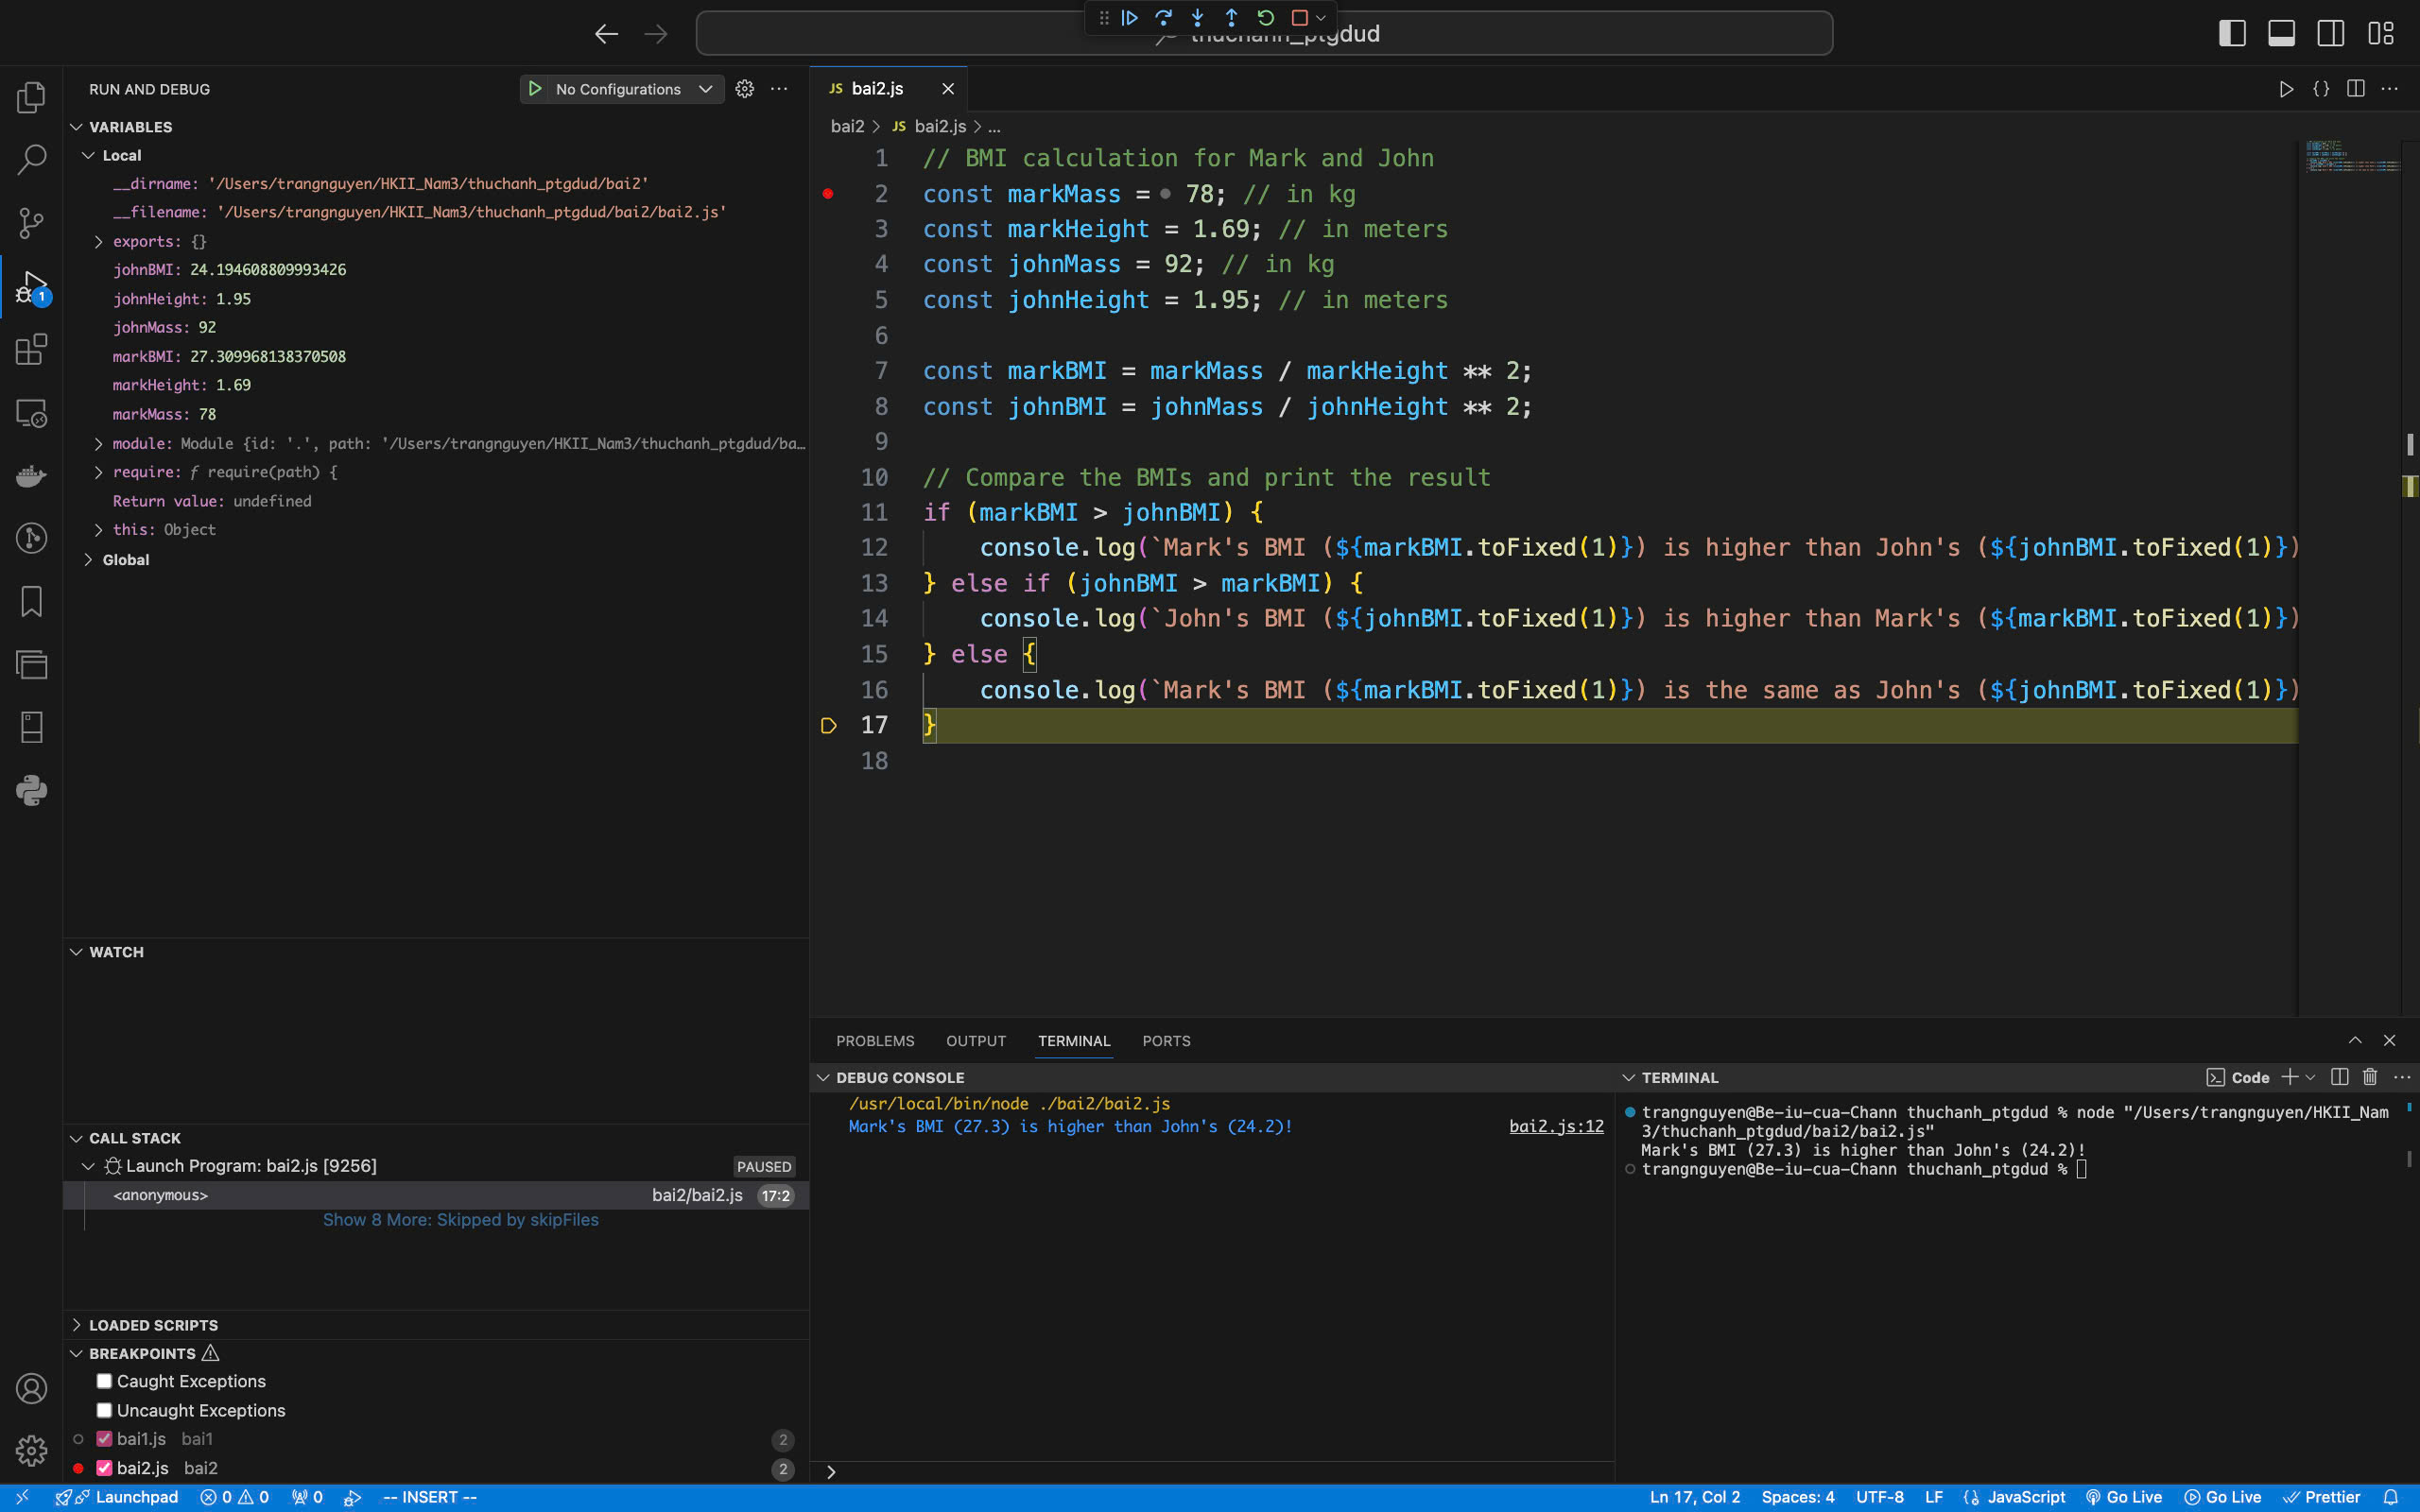 thuchanh_ptgdud
RUN AND DEBUG
No Configurations
VARIABLES
Local
__dirname: '/Users/trangnguyen/HKII_Nam3/thuchanh_ptgdud/bai2'
__filename: '/Users/trangnguyen/HKII_Nam3/thuchanh_ptgdud/bai2/bai2.js'
exports: {}
johnBMI: 24.194608809993426
johnHeight: 1.95
johnMass: 92
markBMI: 27.309968138370508
markHeight: 1.69
markMass: 78
module: Module {id: '.', path: '/Users/trangnguyen/HKII_Nam3/thuchanh_ptgdud/ba…
require: ƒ require(path) {
Return value: undefined
this: Object
Global
WATCH
CALL STACK
Launch Program: bai2.js [9256] PAUSED
<anonymous> bai2/bai2.js 17:2
Show 8 More: Skipped by skipFiles
LOADED SCRIPTS
BREAKPOINTS
Caught Exceptions
Uncaught Exceptions
bai1.js bai1 2
bai2.js bai2 2
1
JS bai2.js
bai2 > JS bai2.js > ...
1 // BMI calculation for Mark and John
2 const markMass = 78; // in kg
3 const markHeight = 1.69; // in meters
4 const johnMass = 92; // in kg
5 const johnHeight = 1.95; // in meters
6
7 const markBMI = markMass / markHeight ** 2;
8 const johnBMI = johnMass / johnHeight ** 2;
9
10 // Compare the BMIs and print the result
11 if (markBMI > johnBMI) {
12 console.log(`Mark's BMI (${markBMI.toFixed(1)}) is higher than John's (${johnBMI.toFixed(1)})
13 } else if (johnBMI > markBMI) {
14 console.log(`John's BMI (${johnBMI.toFixed(1)}) is higher than Mark's (${markBMI.toFixed(1)})
15 } else {
16 console.log(`Mark's BMI (${markBMI.toFixed(1)}) is the same as John's (${johnBMI.toFixed(1)})
17 }
18
PROBLEMS OUTPUT TERMINAL PORTS
DEBUG CONSOLE
/usr/local/bin/node ./bai2/bai2.js
Mark's BMI (27.3) is higher than John's (24.2)! bai2.js:12
TERMINAL Code
trangnguyen@Be-iu-cua-Chann thuchanh_ptgdud % node "/Users/trangnguyen/HKII_Nam
3/thuchanh_ptgdud/bai2/bai2.js"
Mark's BMI (27.3) is higher than John's (24.2)!
trangnguyen@Be-iu-cua-Chann thuchanh_ptgdud %
Launchpad 0 0 0 -- INSERT -- Ln 17, Col 2 Spaces: 4 UTF-8 LF JavaScript Go Live Go Live Prettier